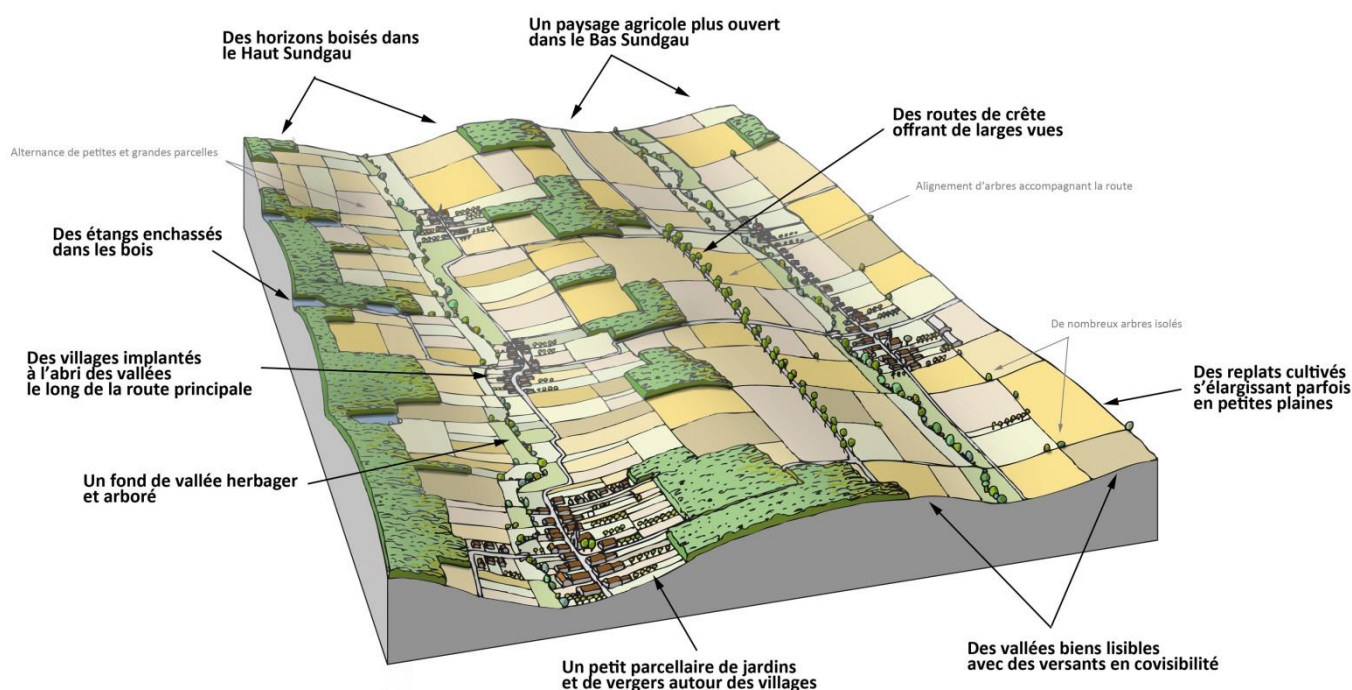 Des horizons boisés dans
le Haut Sundgau
Un paysage agricole plus ouvert
dans le Bas Sundgau
Des routes de crête
offrant de larges vues
Alternance de petites et grandes parcelles
Alignement d'arbres accompagnant la route
Des étangs enchassés
dans les bois
De nombreux arbres isolés
Des villages implantés
à l'abri des vallées
le long de la route principale
Des replats cultivés
s'élargissant parfois
en petites plaines
Un fond de vallée herbager
et arboré
Des vallées biens lisibles
avec des versants en covisibilité
Un petit parcellaire de jardins
et de vergers autour des villages